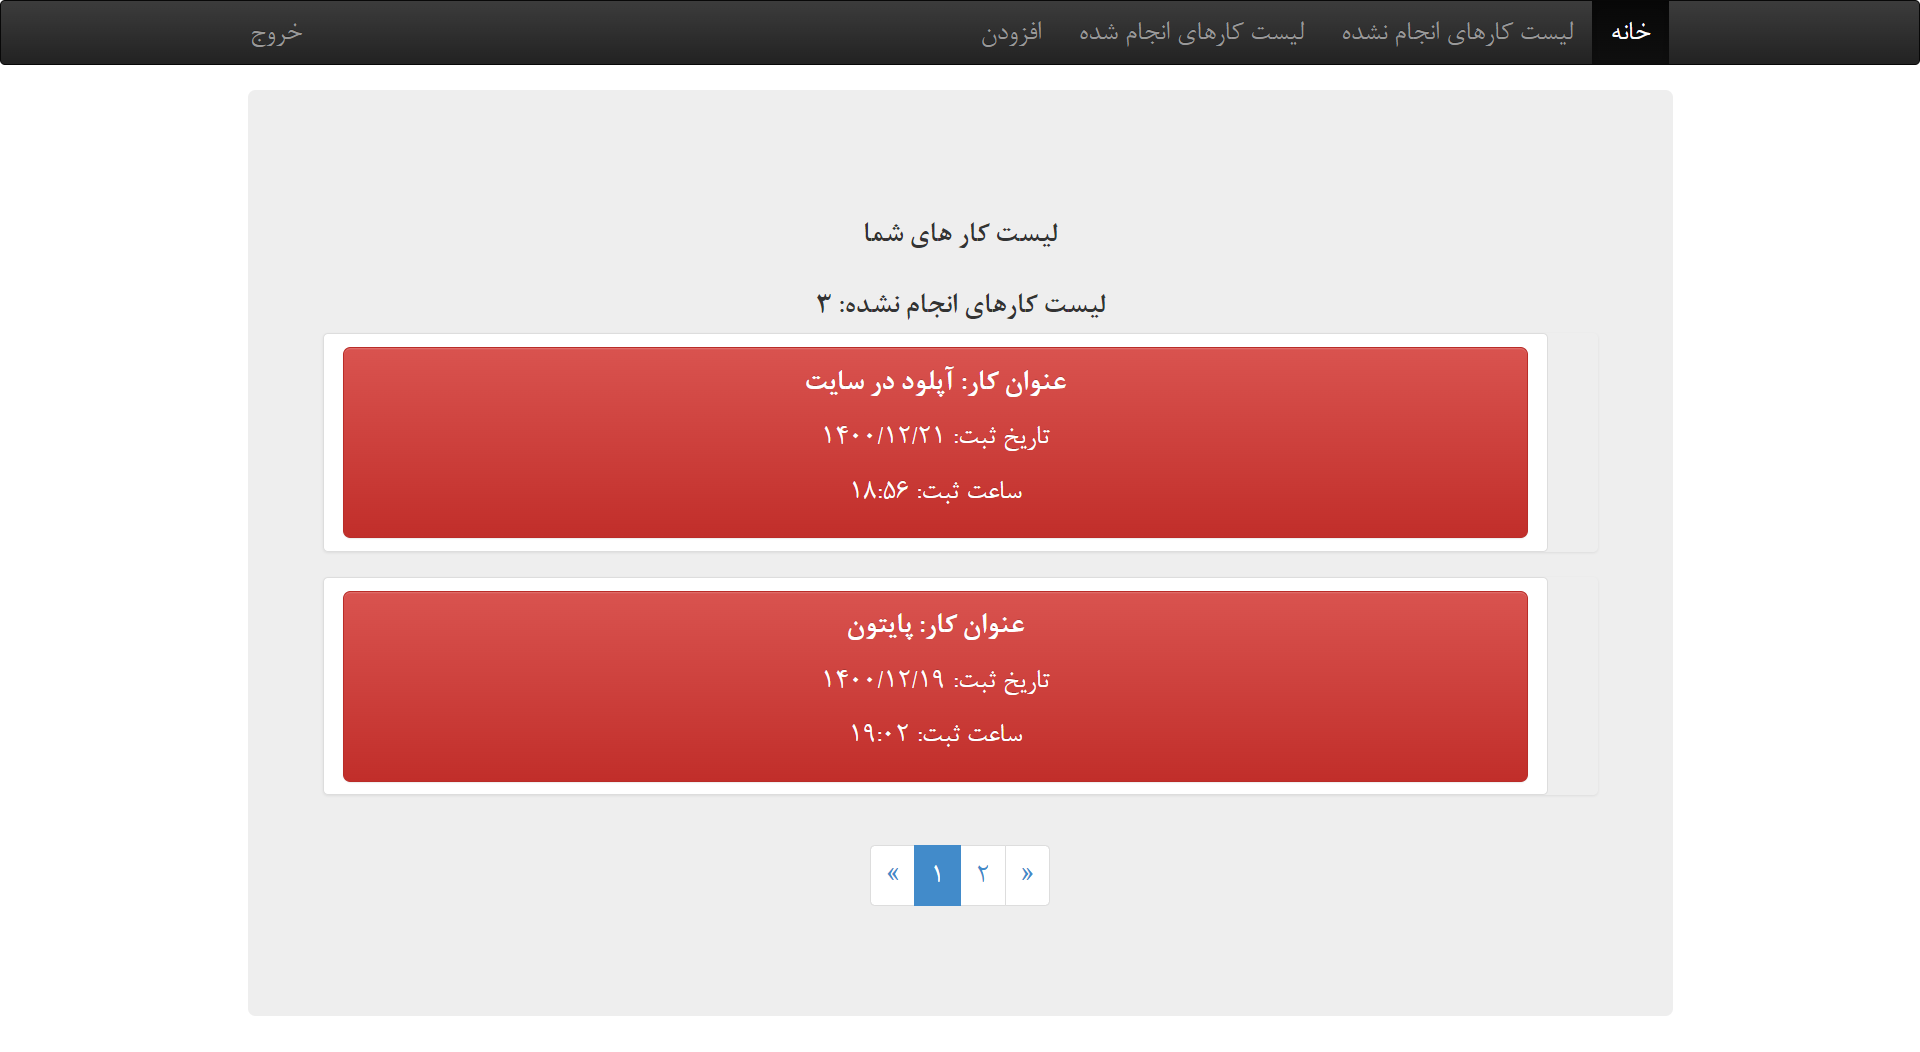 خانه لیست کارهای انجام نشده لیست کارهای انجام شده افزودن خروج
لیست کار های شما
لیست کارهای انجام نشده: ۳
عنوان کار: آپلود در سایت
تاریخ ثبت: ۱۴۰۰/۱۲/۲۱
ساعت ثبت: ۱۸:۵۶
عنوان کار: پایتون
تاریخ ثبت: ۱۴۰۰/۱۲/۱۹
ساعت ثبت: ۱۹:۰۲
« ۲ ۱ »